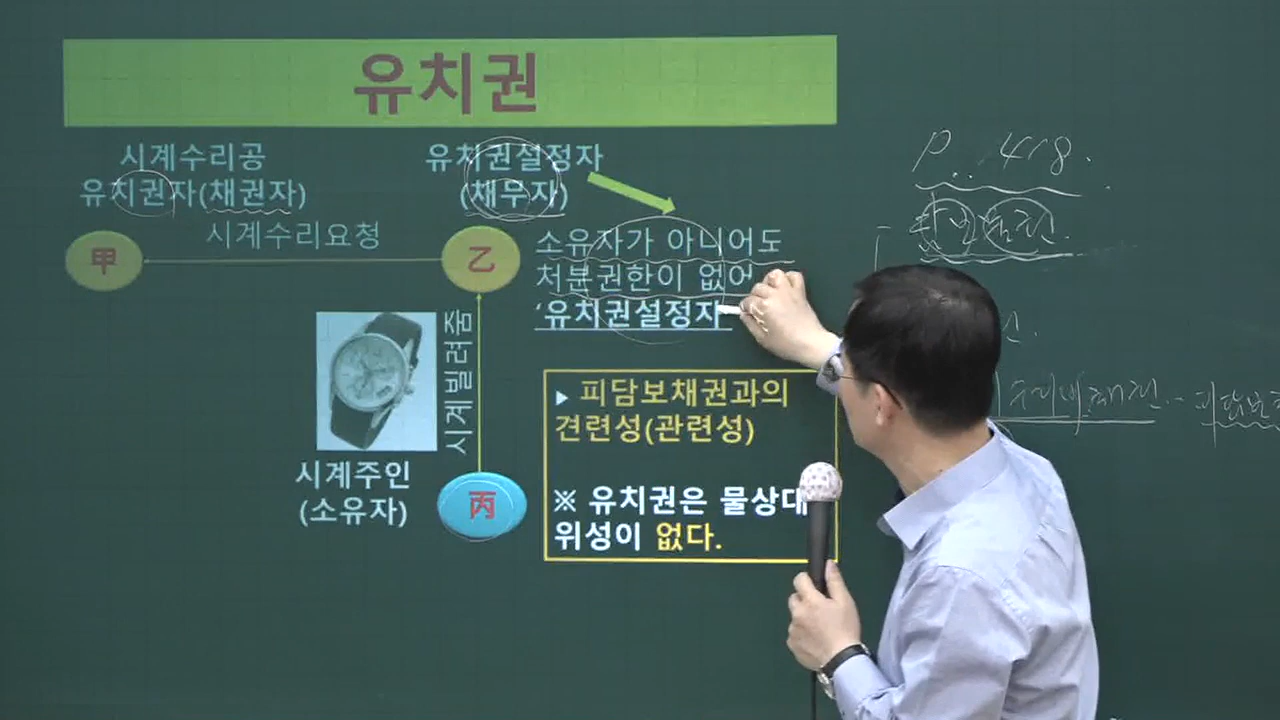 유치권
시계수리공
유치권자(채권자)
유치권설정자
(채무자)
시계수리요청
甲
乙
소유자가 아니어도
처분권한이 없어
‘유치권설정자
시계빌려줌
시계주인
(소유자)
丙
▶ 피담보채권과의
견련성(관련성)
※ 유치권은 물상대
위성이 없다.
P. 418.